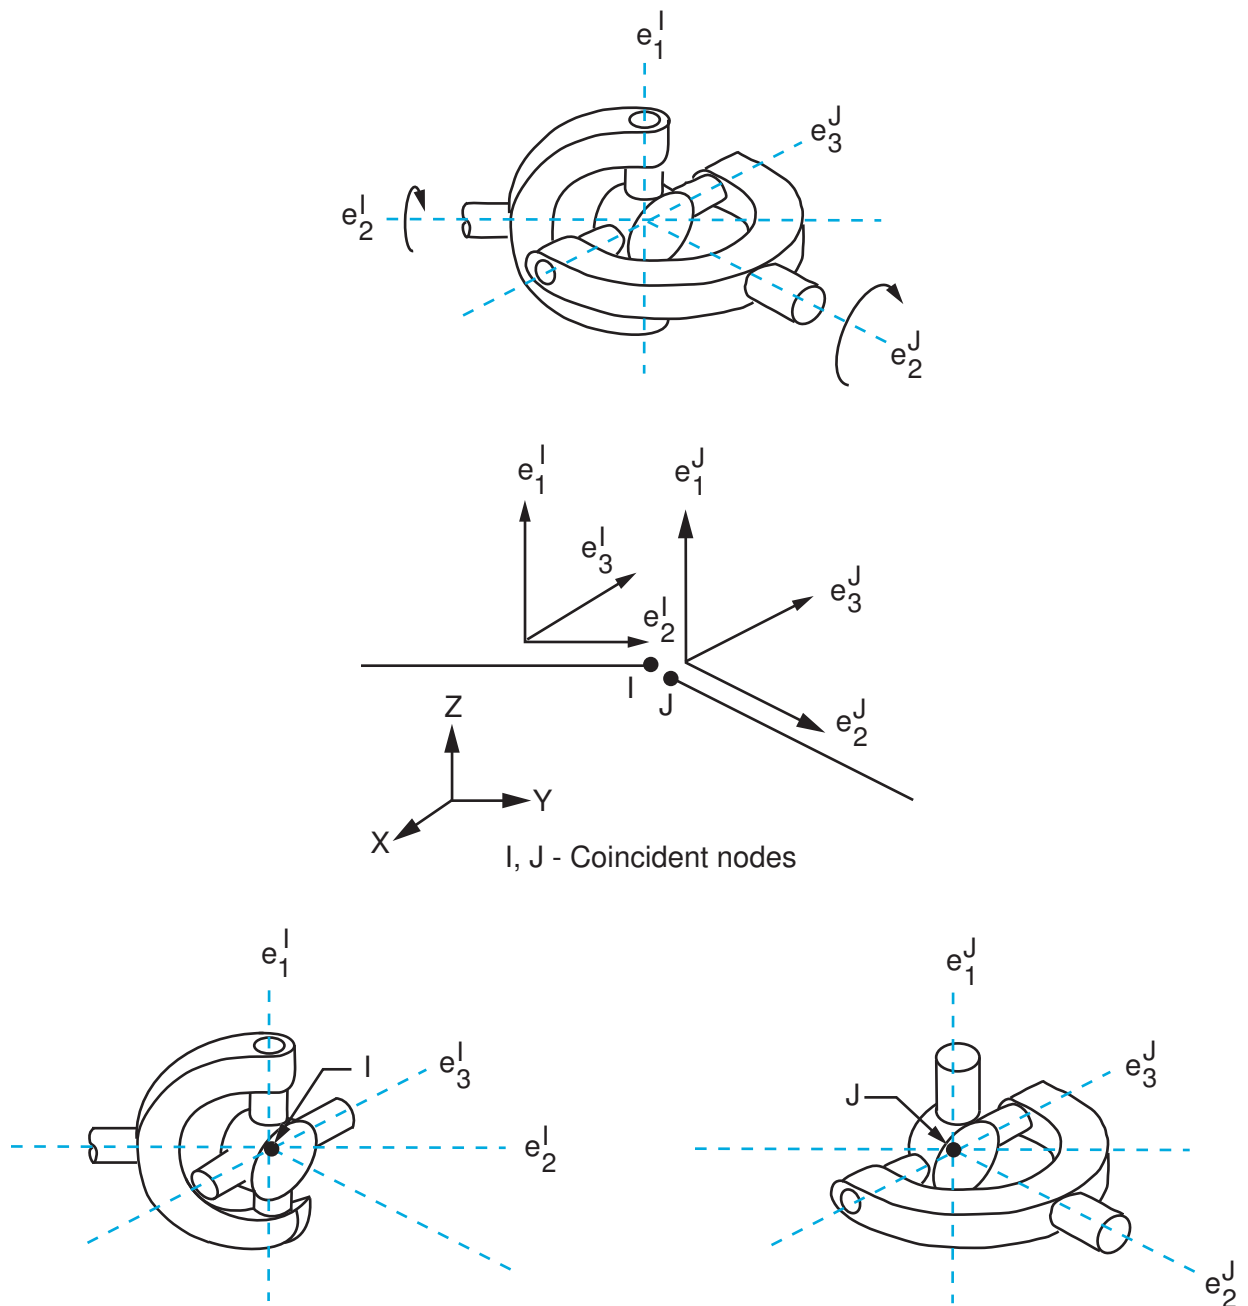 e₁ᴵ
e₃ᴶ
e₂ᴵ
e₂ᴶ
e₁ᴵ
e₁ᴶ
e₃ᴵ
e₃ᴶ
e₂ᴵ
I
J
e₂ᴶ
Z
Y
X
I, J - Coincident nodes
e₁ᴵ
e₁ᴶ
I
e₃ᴵ
e₃ᴶ
J
e₂ᴵ
e₂ᴶ